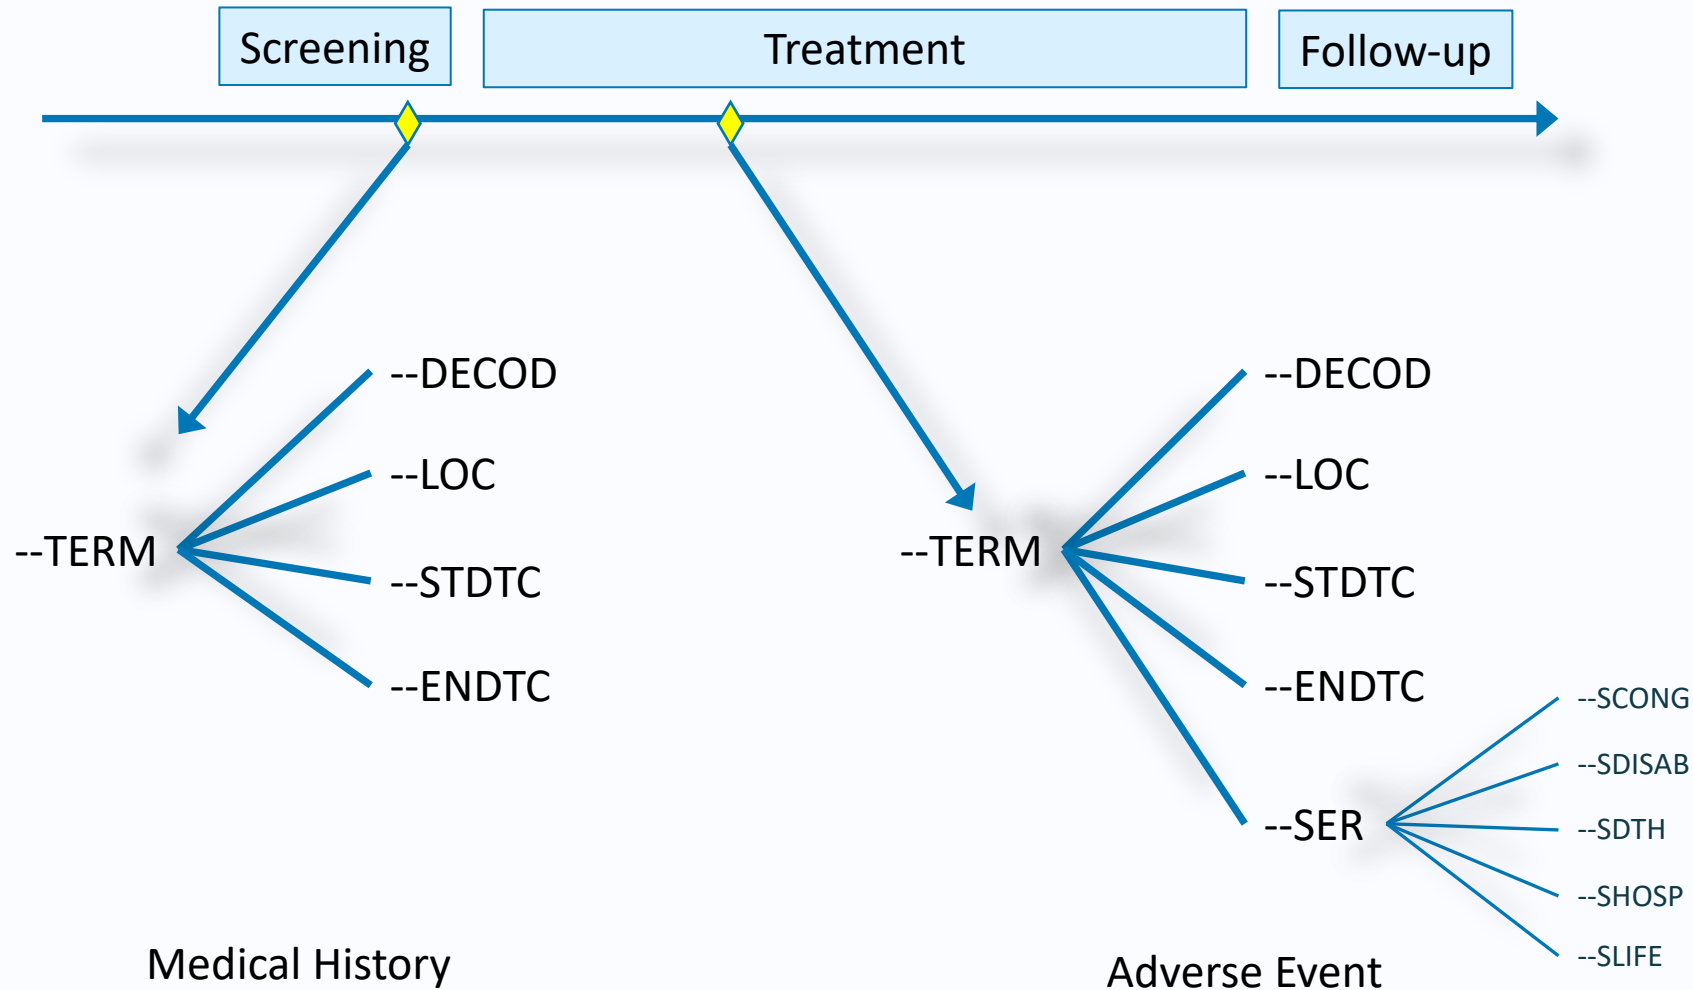 Screening
Treatment
Follow-up
--TERM
--DECOD
--LOC
--STDTC
--ENDTC
Medical History
--TERM
--DECOD
--LOC
--STDTC
--ENDTC
--SER
--SCONG
--SDISAB
--SDTH
--SHOSP
--SLIFE
Adverse Event